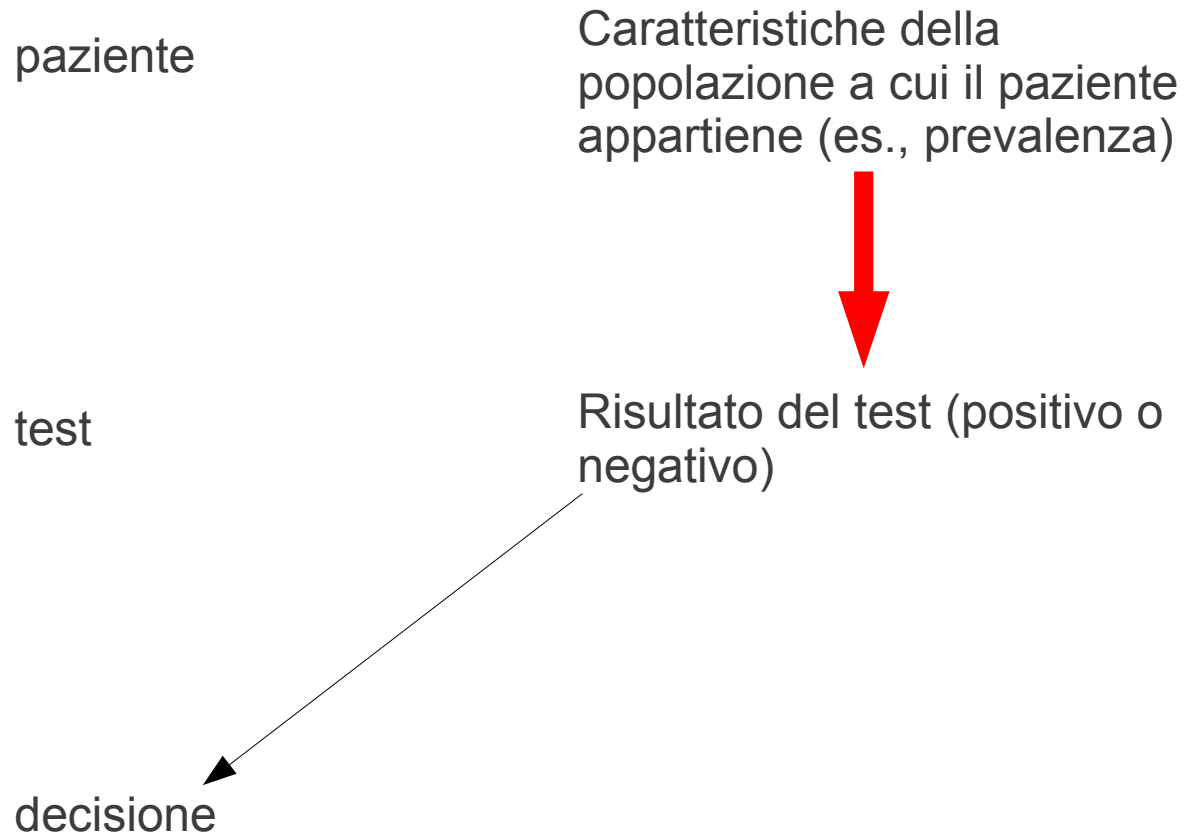 paziente
Caratteristiche della
popolazione a cui il paziente
appartiene (es., prevalenza)
test
Risultato del test (positivo o
negativo)
decisione